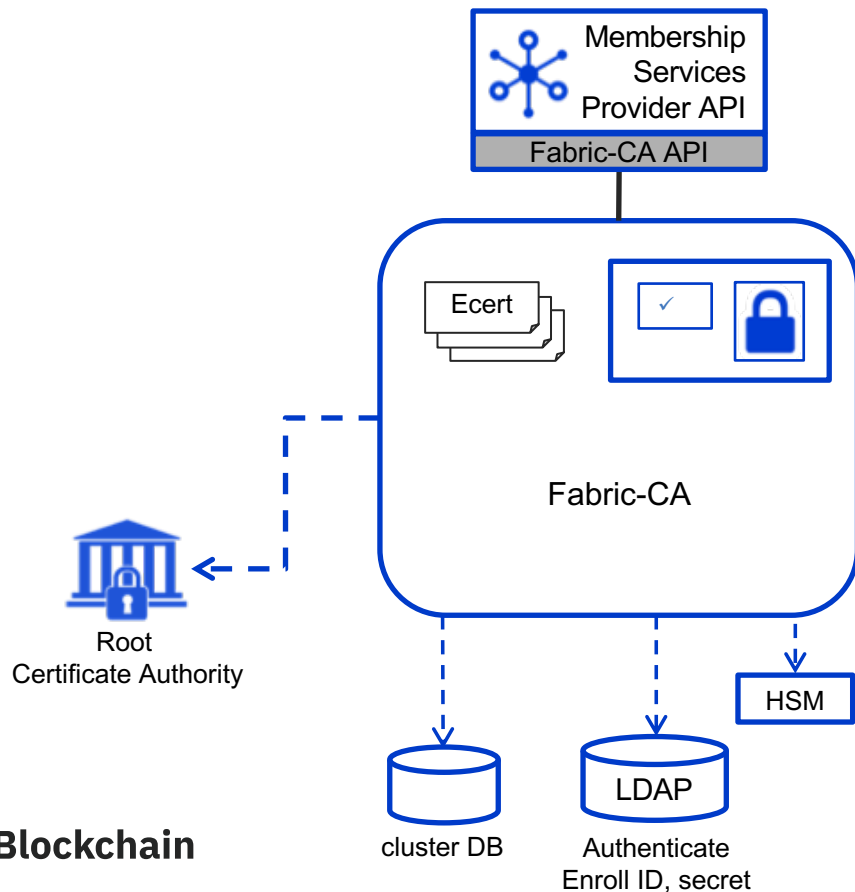 Membership
Services
Provider API
Fabric-CA API
Ecert
Fabric-CA
Root
Certificate Authority
HSM
LDAP
cluster DB
Authenticate
Enroll ID, secret
Blockchain